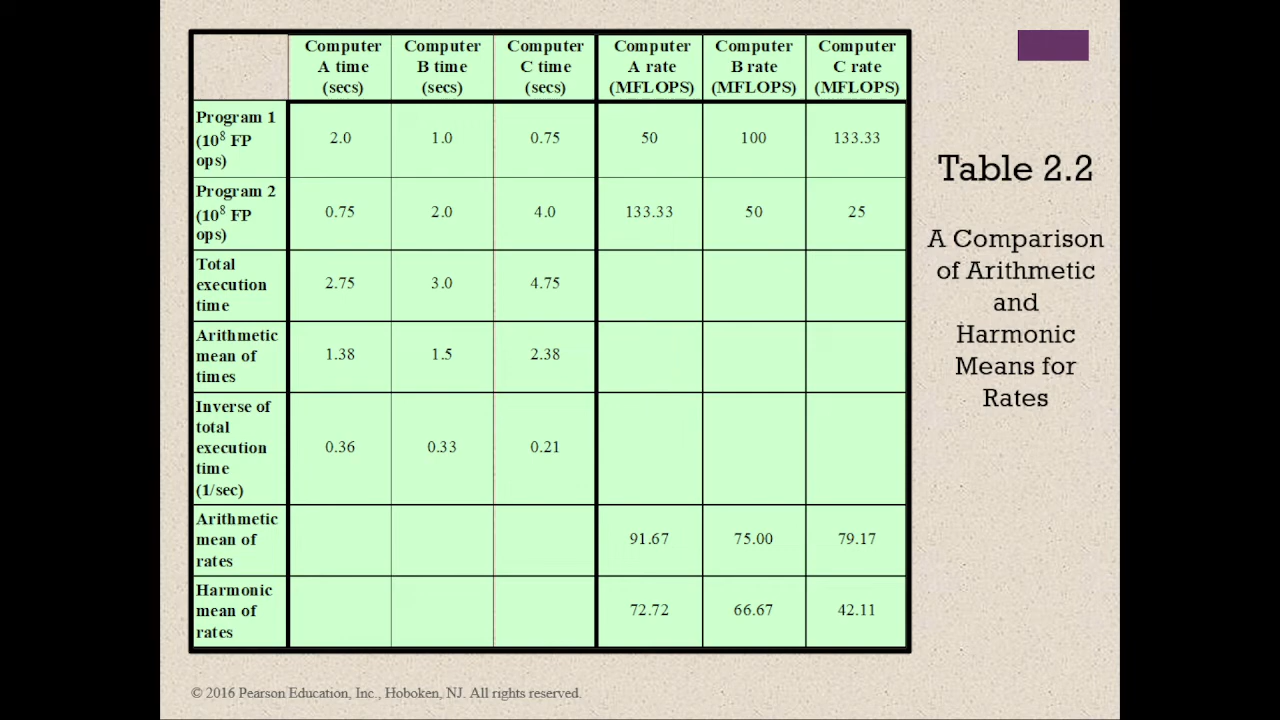 Computer
A time
(secs)
Computer
B time
(secs)
Computer
C time
(secs)
Computer
A rate
(MFLOPS)
Computer
B rate
(MFLOPS)
Computer
C rate
(MFLOPS)
Program 1
(10⁸ FP
ops)
2.0
1.0
0.75
50
100
133.33
Program 2
(10⁸ FP
ops)
0.75
2.0
4.0
133.33
50
25
Total
execution
time
2.75
3.0
4.75
Arithmetic
mean of
times
1.38
1.5
2.38
Inverse of
total
execution
time
(1/sec)
0.36
0.33
0.21
Arithmetic
mean of
rates
91.67
75.00
79.17
Harmonic
mean of
rates
72.72
66.67
42.11
Table 2.2
A Comparison
of Arithmetic
and
Harmonic
Means for
Rates
© 2016 Pearson Education, Inc., Hoboken, NJ. All rights reserved.